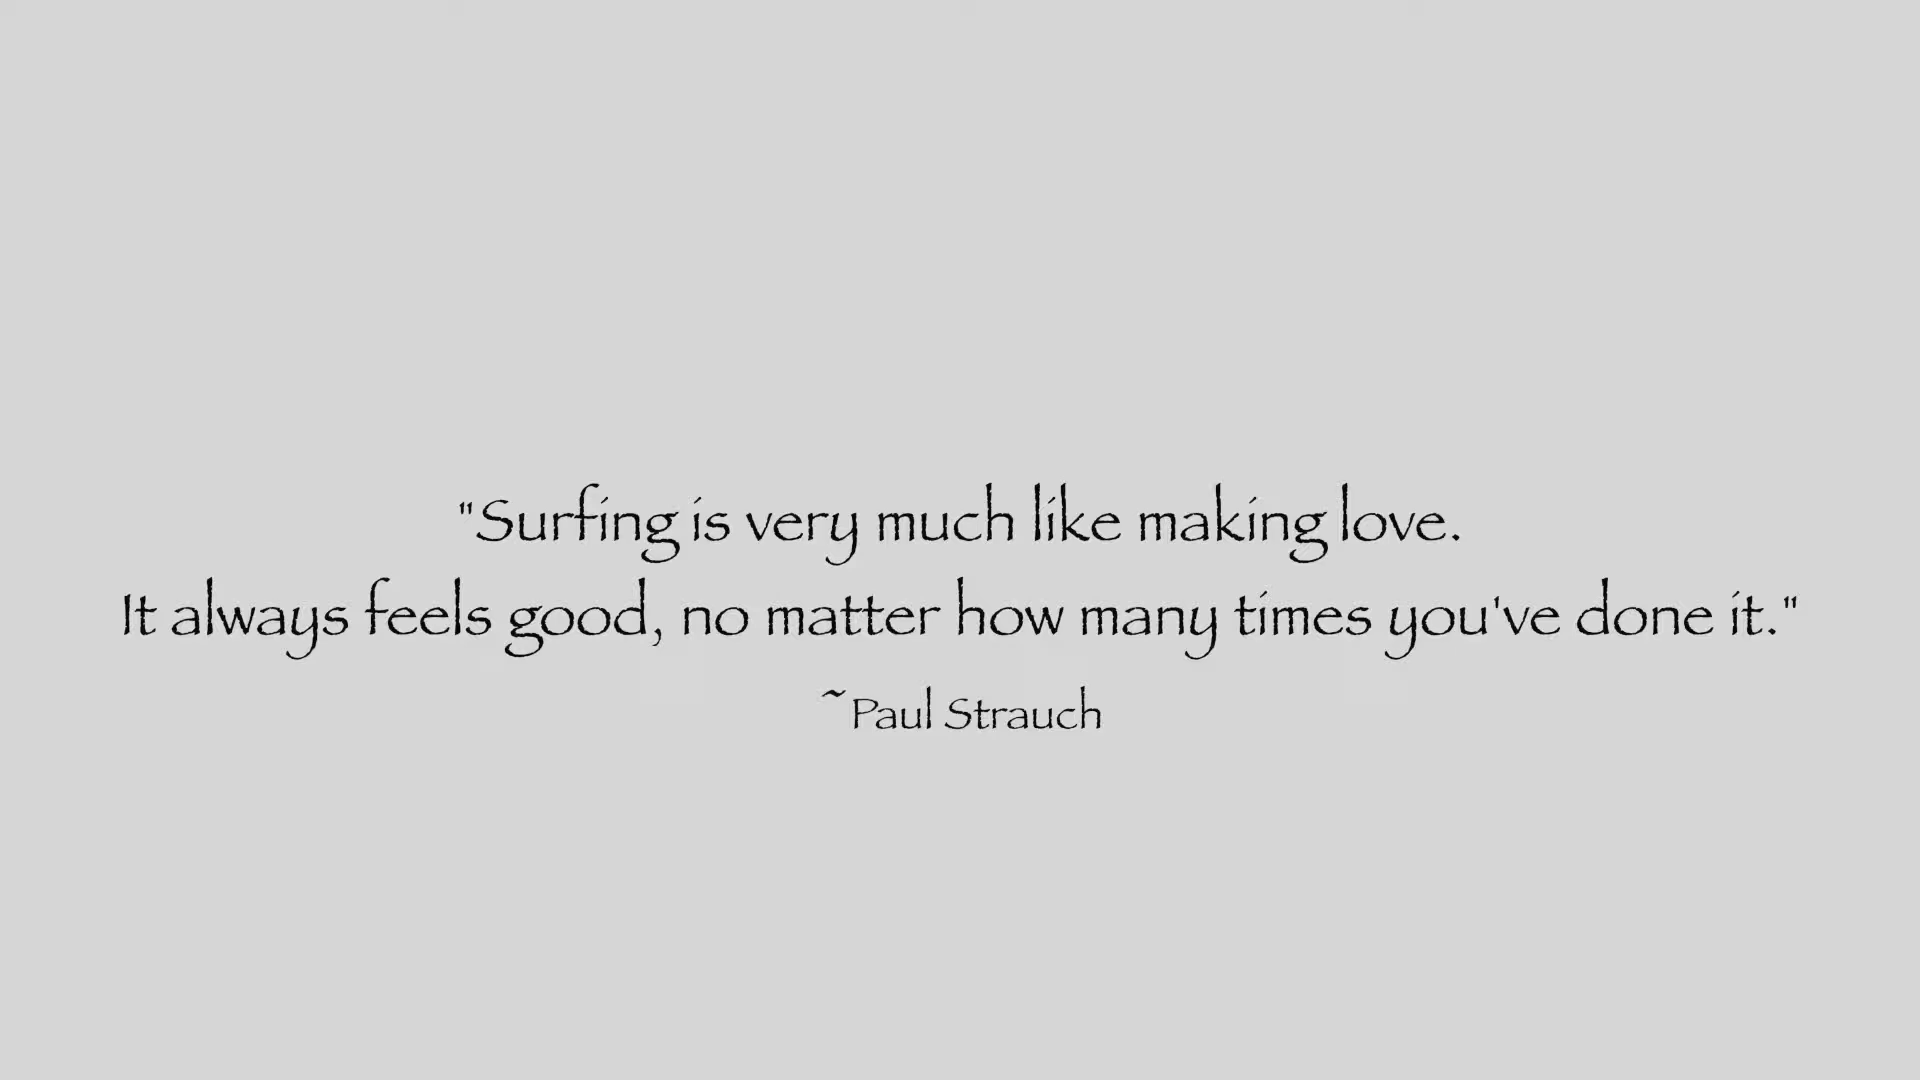 "Surfing is very much like making love.
It always feels good, no matter how many times you've done it."
~Paul Strauch